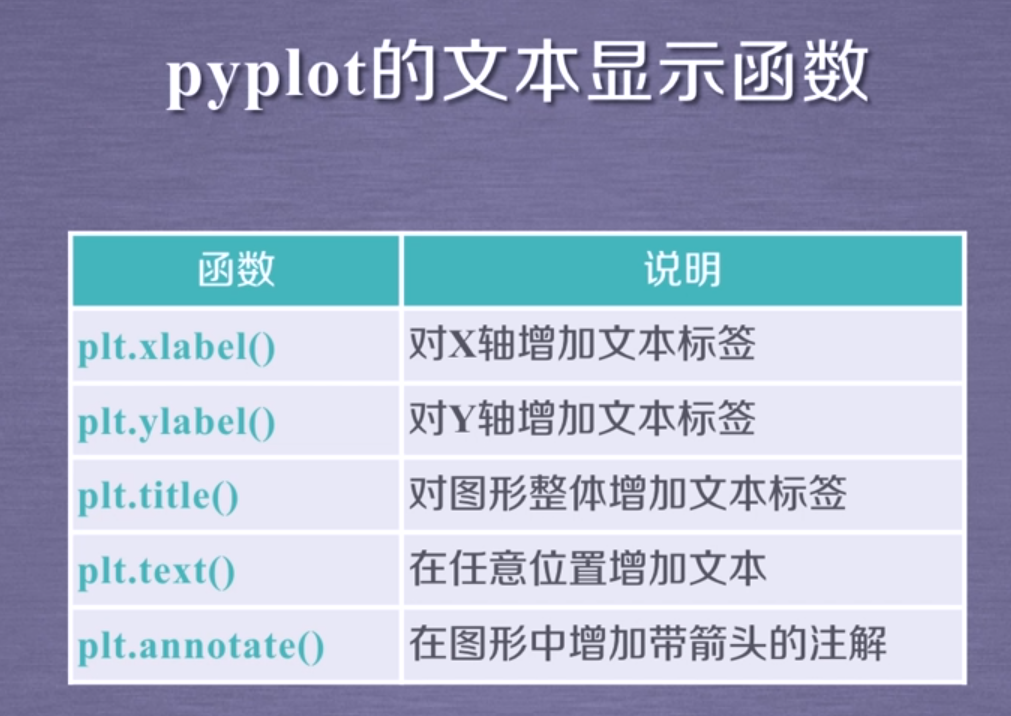 pyplot的文本显示函数
函数 说明
plt.xlabel() 对X轴增加文本标签
plt.ylabel() 对Y轴增加文本标签
plt.title() 对图形整体增加文本标签
plt.text() 在任意位置增加文本
plt.annotate() 在图形中增加带箭头的注解